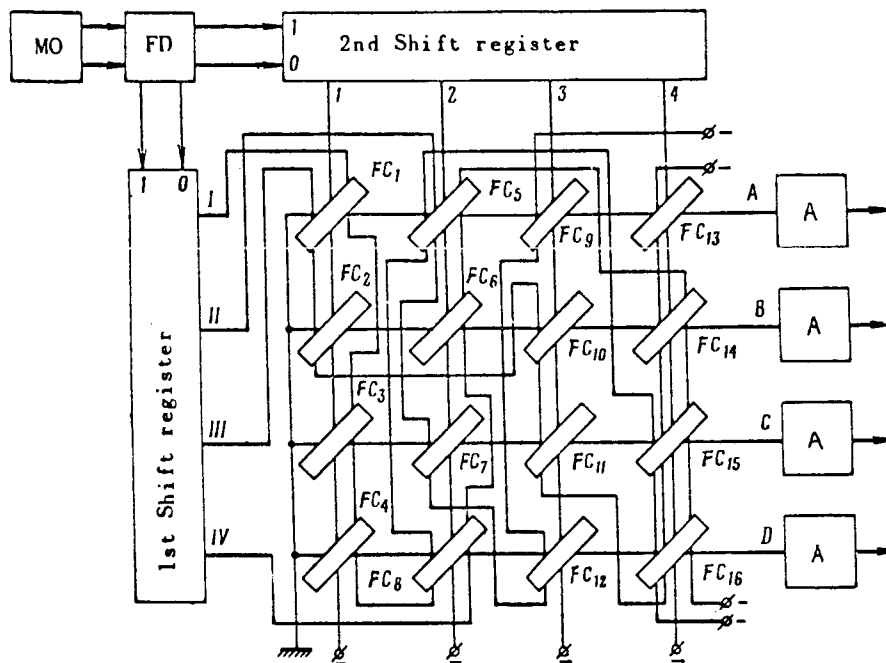 MO
FD
1
0
2nd Shift register
1
2
3
4
1
0
1st Shift register
I
II
III
IV
FC1
FC5
FC9
FC13
FC2
FC6
FC10
FC14
FC3
FC7
FC11
FC15
FC4
FC8
FC12
FC16
A
A
B
A
C
A
D
A